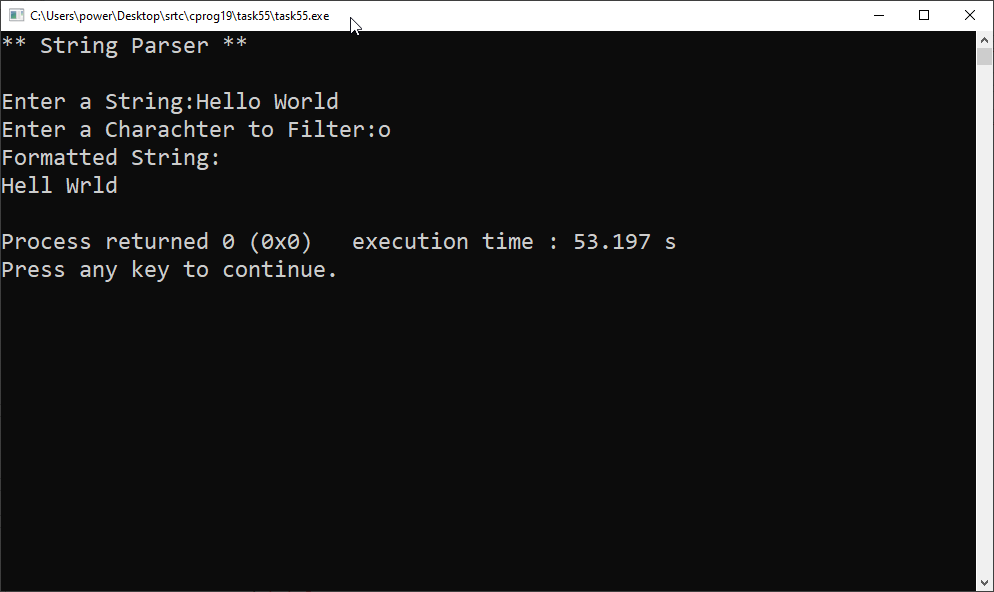 C:\Users\power\Desktop\srtc\cprog19\task55\task55.exe
** String Parser **
Enter a String:Hello World
Enter a Charachter to Filter:o
Formatted String:
Hell Wrld
Process returned 0 (0x0)   execution time : 53.197 s
Press any key to continue.